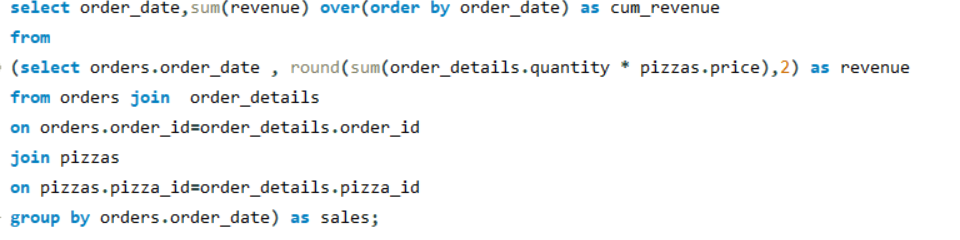 select order_date,sum(revenue) over(order by order_date) as cum_revenue
from
(select orders.order_date , round(sum(order_details.quantity * pizzas.price),2) as revenue
from orders join  order_details
on orders.order_id=order_details.order_id
join pizzas
on pizzas.pizza_id=order_details.pizza_id
group by orders.order_date) as sales;